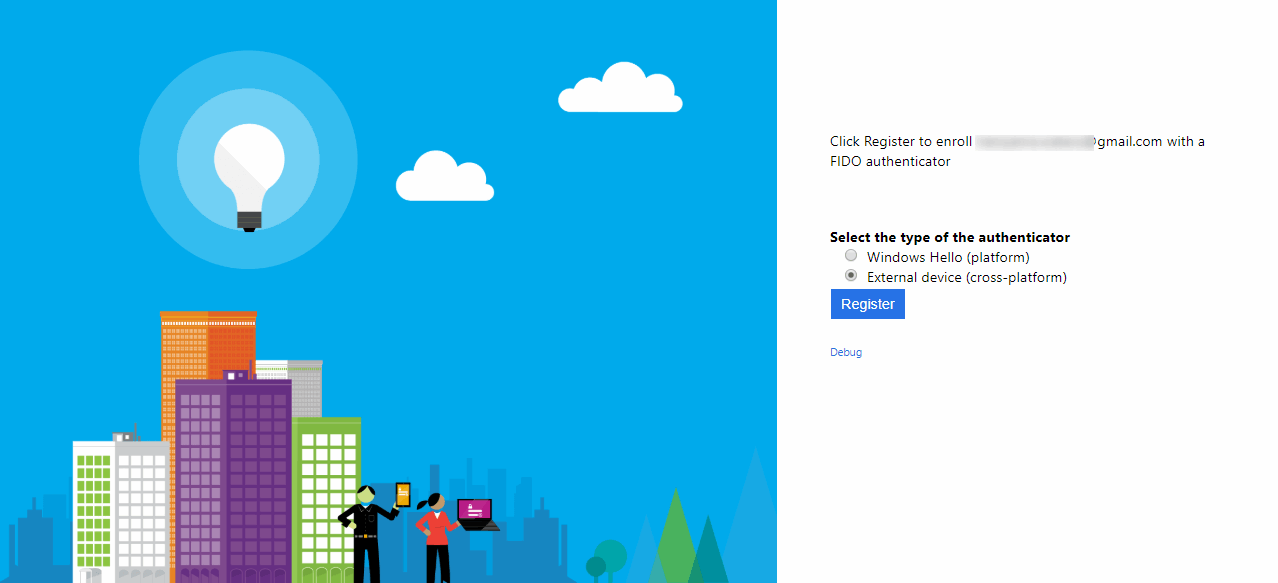 Click Register to enroll @gmail.com with a
FIDO authenticator
Select the type of the authenticator
Windows Hello (platform)
External device (cross-platform)
Register
Debug